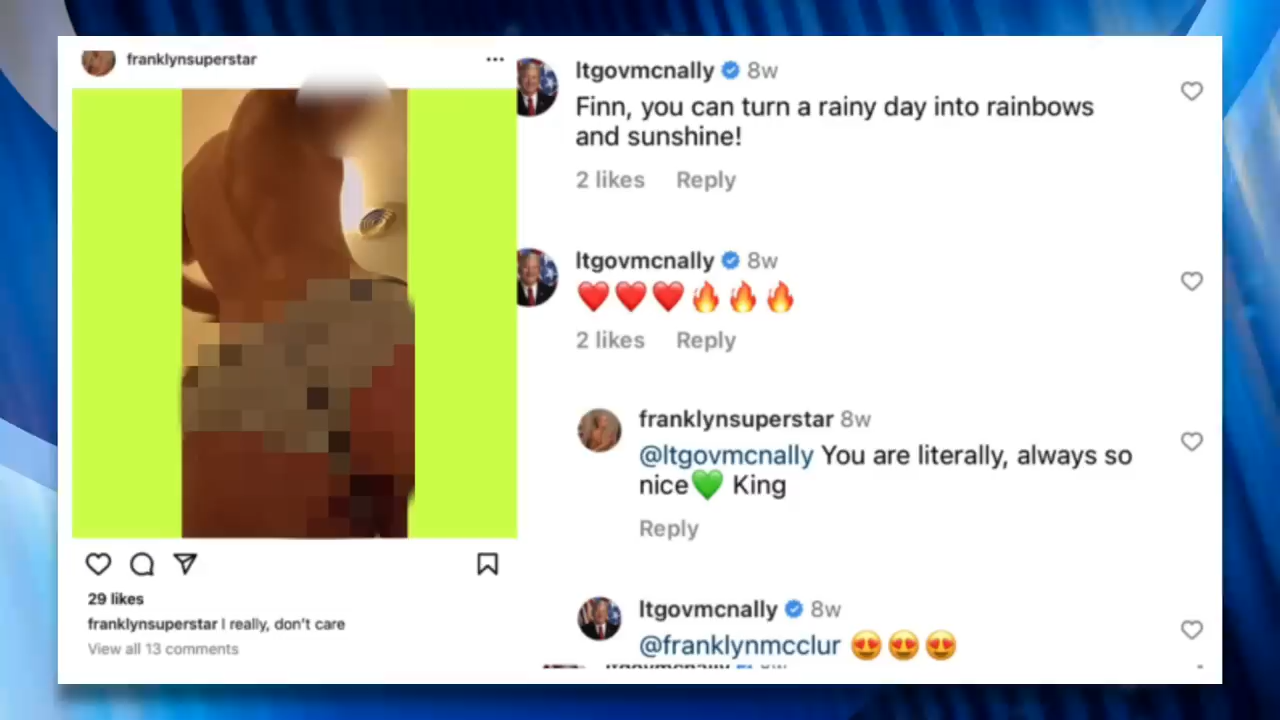 franklynsuperstar
29 likes
franklynsuperstar I really, don't care
View all 13 comments
ltgovmcnally 8w
Finn, you can turn a rainy day into rainbows
and sunshine!
2 likes Reply
ltgovmcnally 8w
❤️❤️❤️🔥🔥🔥
2 likes Reply
franklynsuperstar 8w
@ltgovmcnally You are literally, always so
nice💚 King
Reply
ltgovmcnally 8w
@franklynmcclur 😍😍😍